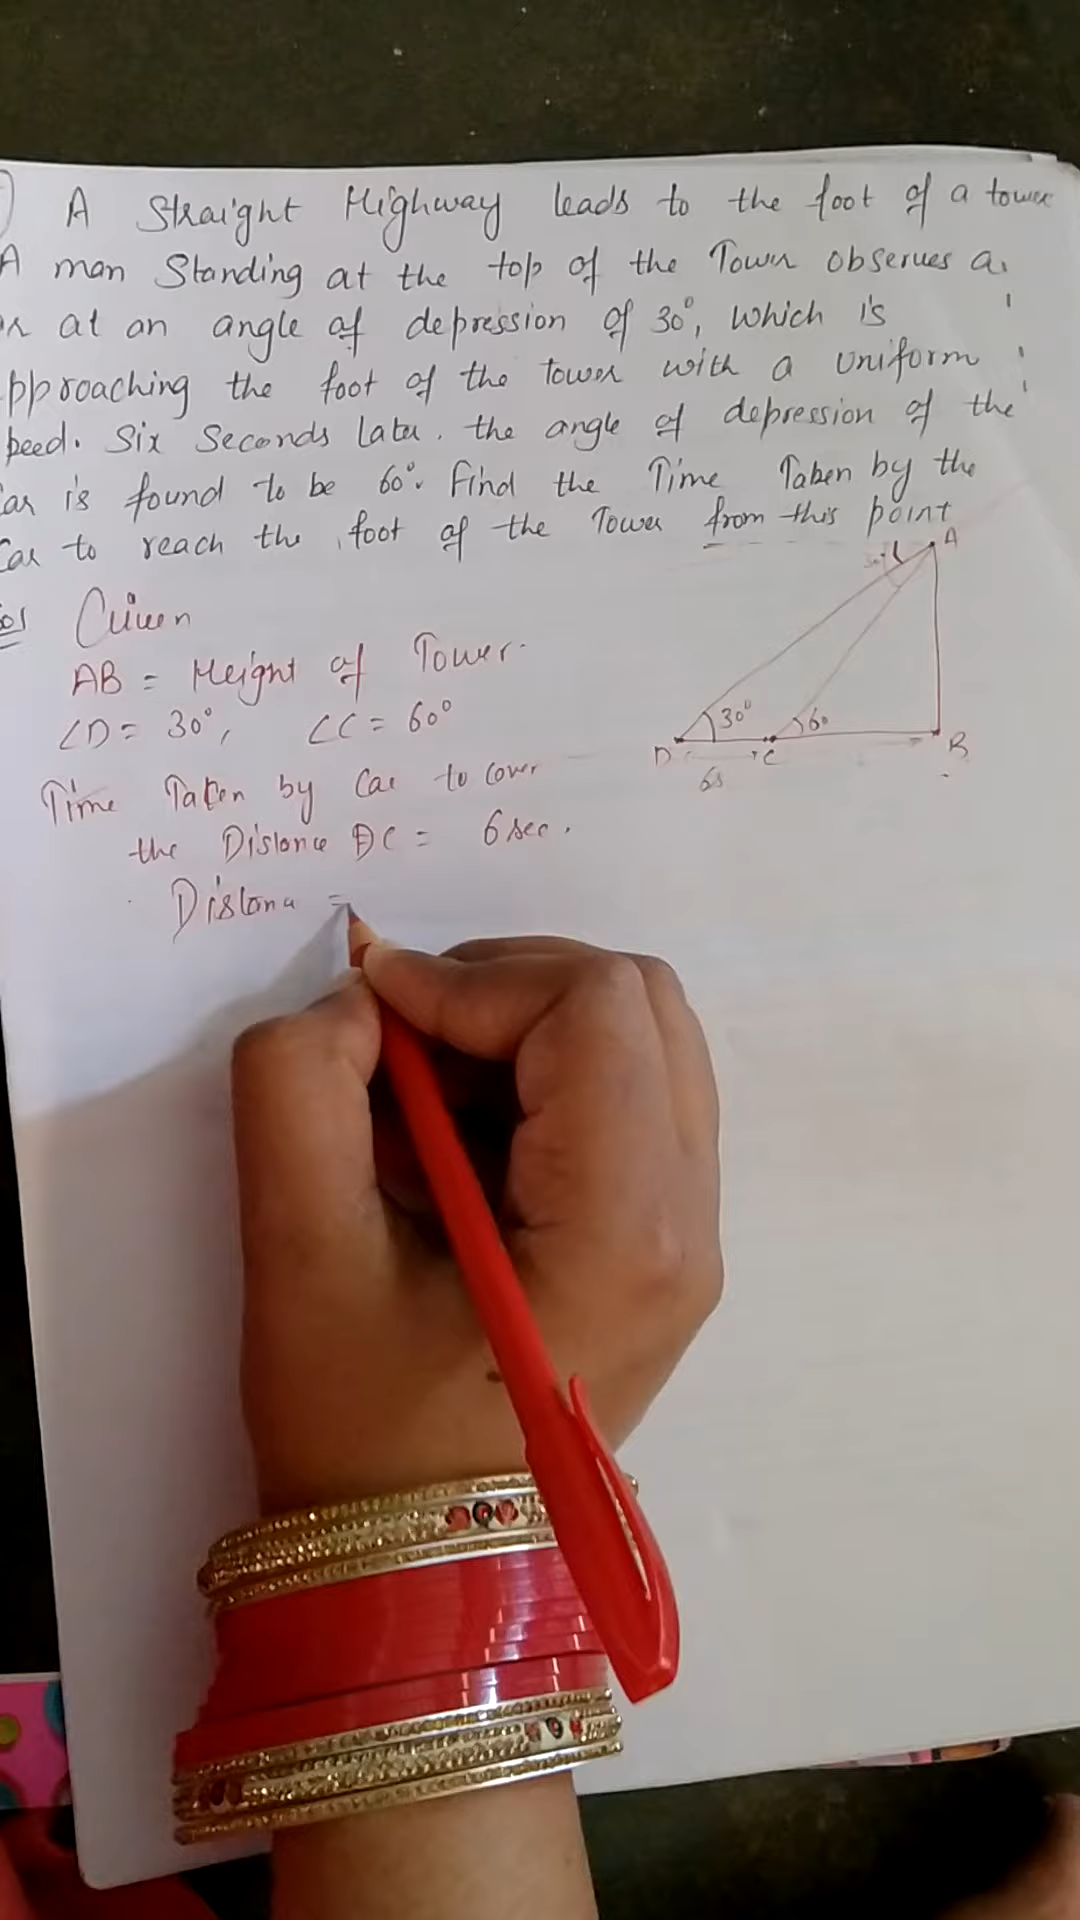 A Straight Highway leads to the foot of a tower
A man Standing at the top of the Tower observes a
at an angle of depression of 30°, which is
pproaching the foot of the tower with a uniform
peed. Six Seconds Later. the angle of depression of the
ar is found to be 60°. Find the Time Taken by the
Car to reach the foot of the Tower from this point
Sol Given
AB = Height of Tower.
∠D = 30°, ∠C = 60°
Time Taken by Car to cover
the Distance DC = 6 sec.
Distanc =
A
30°
60
D
C
B
6s